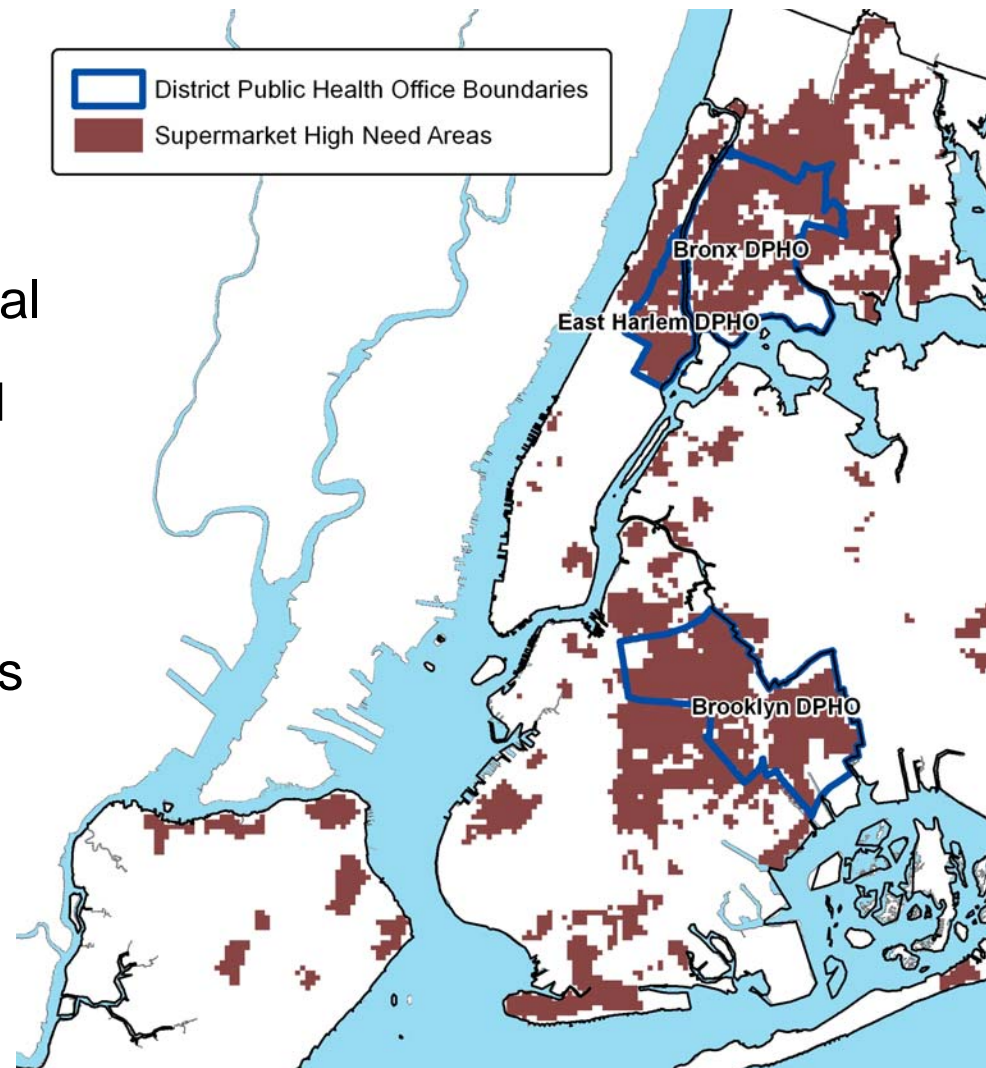 District Public Health Office Boundaries
Supermarket High Need Areas
Bronx DPHO
al
East Harlem DPHO
s
Brooklyn DPHO